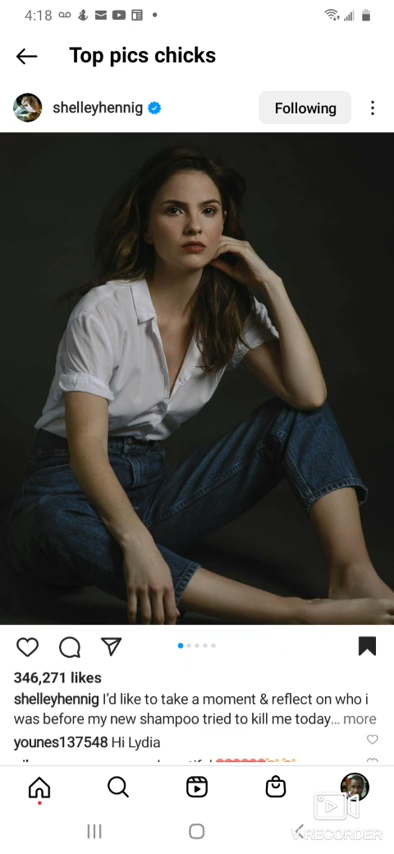 4:18
Top pics chicks
shelleyhennig
Following
346,271 likes
shelleyhennig I'd like to take a moment & reflect on who i
was before my new shampoo tried to kill me today... more
younes137548 Hi Lydia
V RECORDER